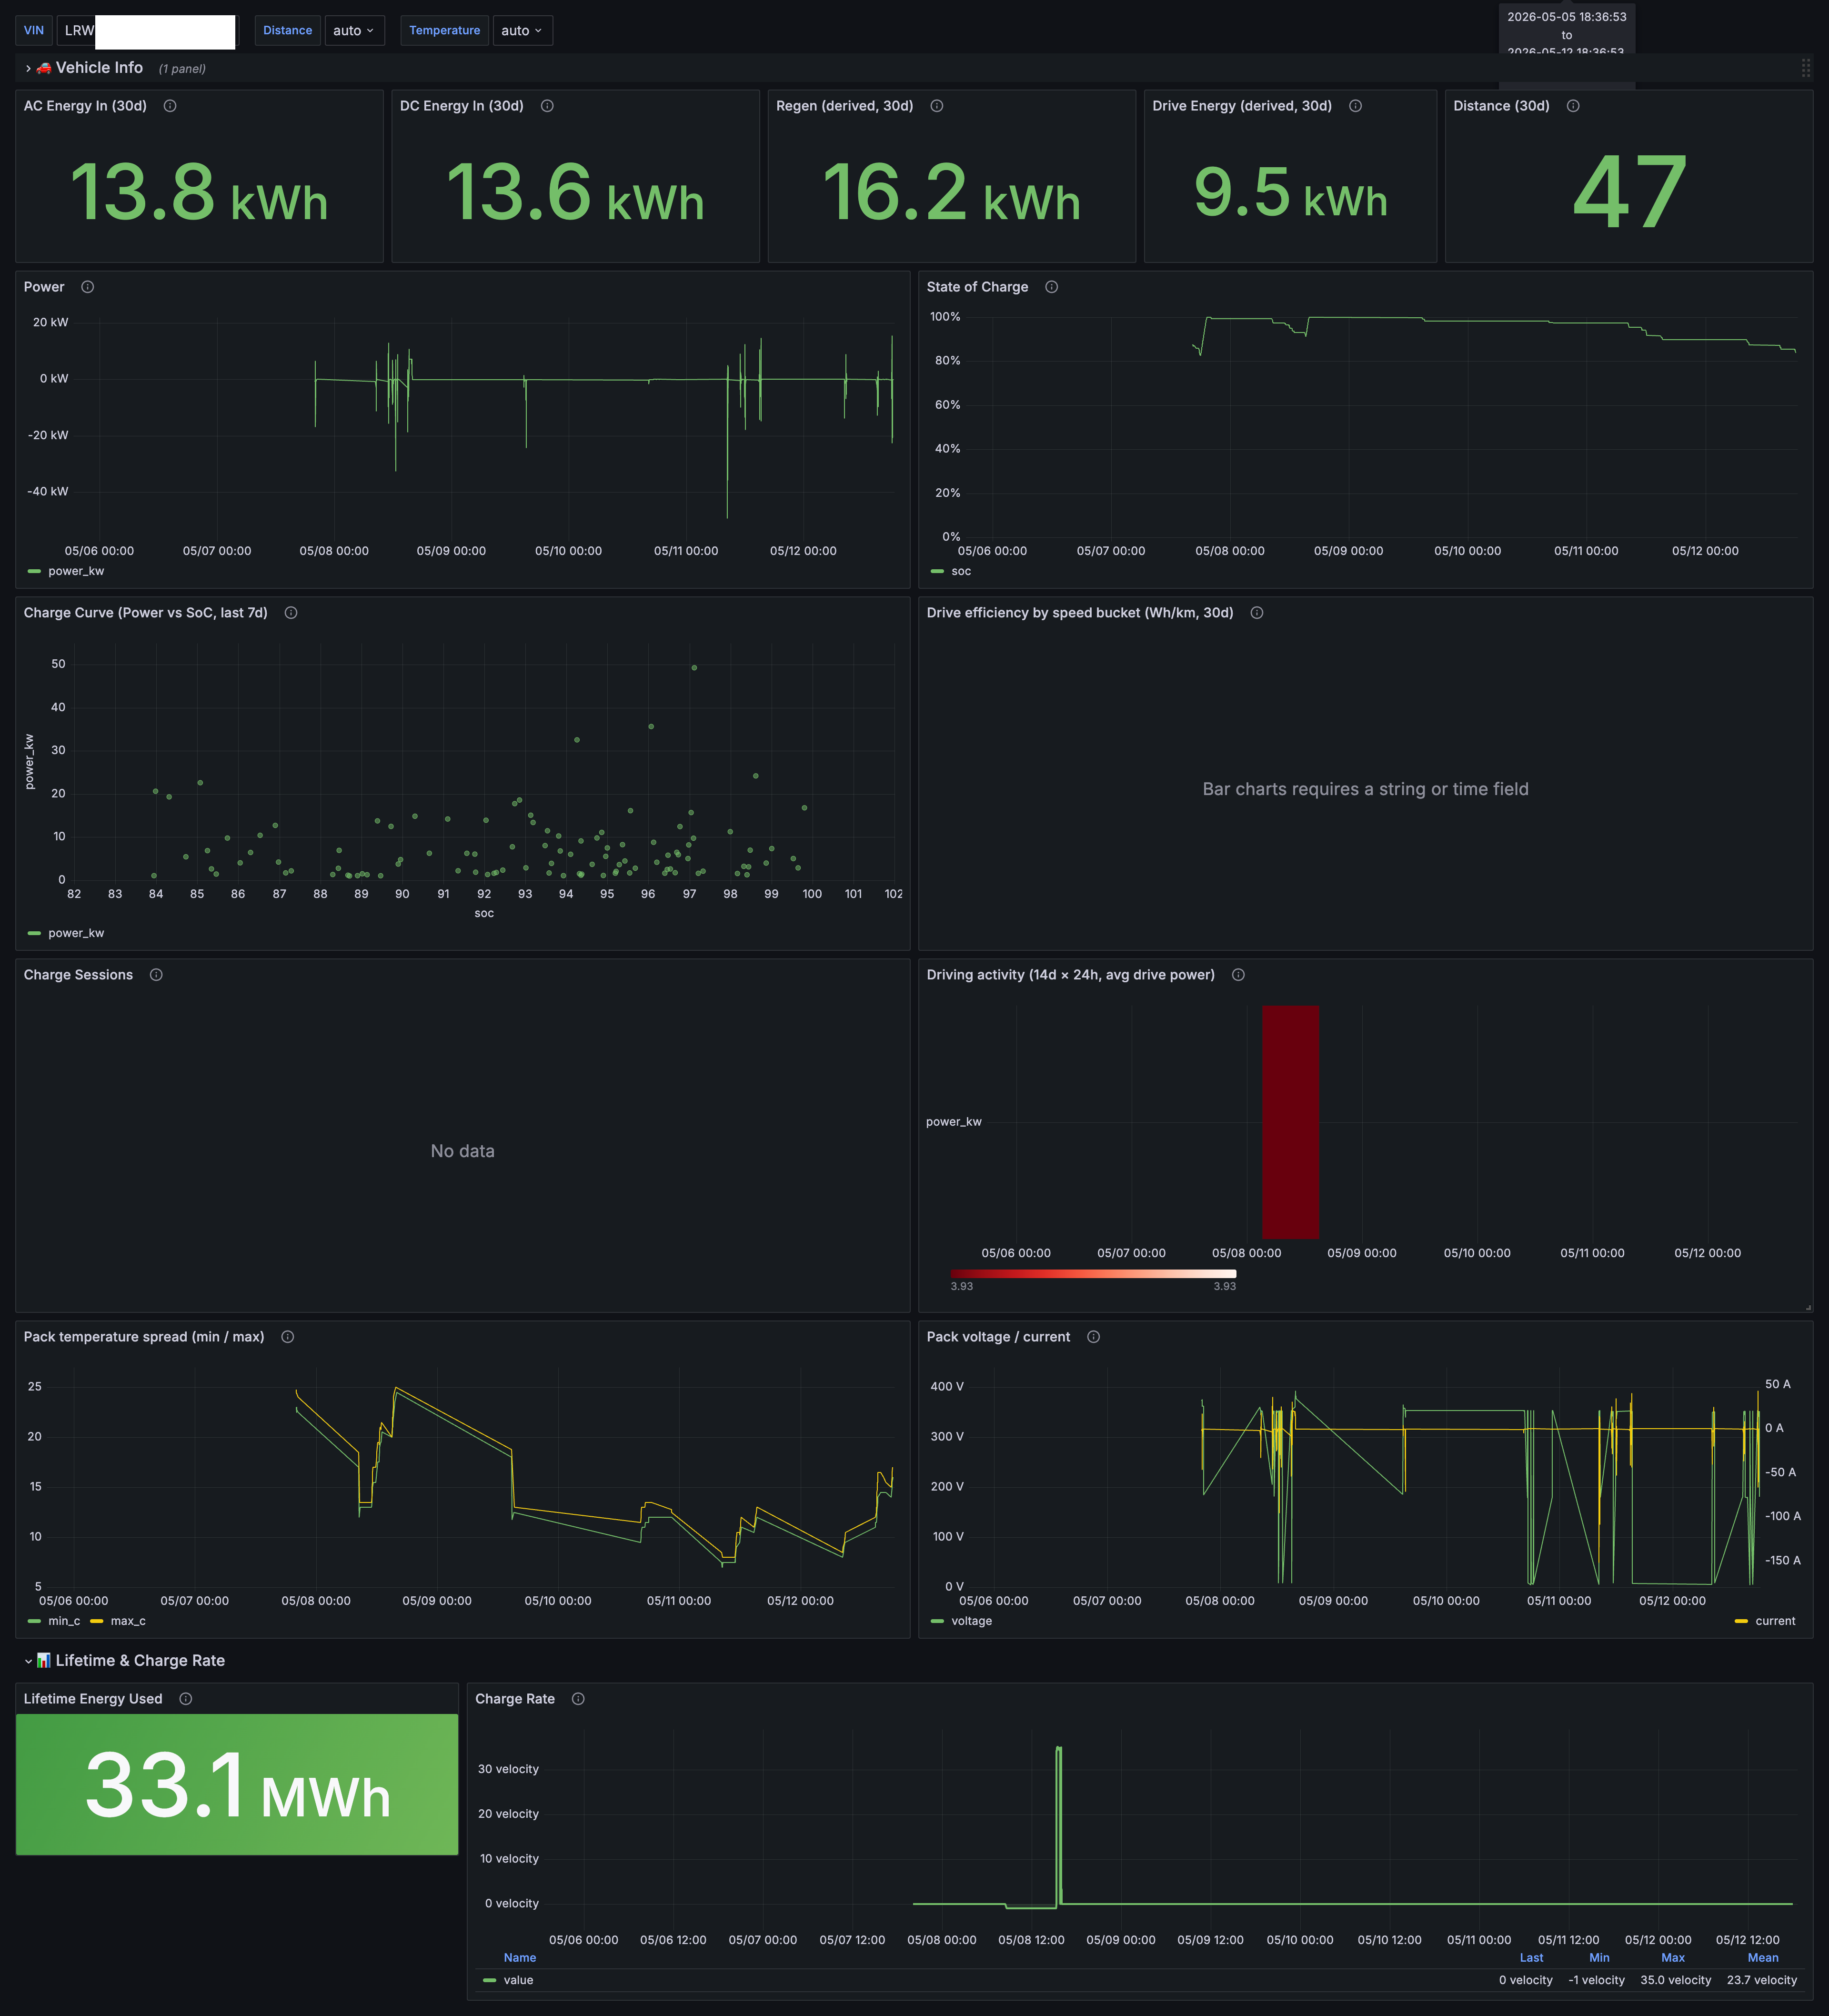 VIN LRW Distance auto Temperature auto
2026-05-05 18:36:53
to
2026-05-12 18:36:53
Vehicle Info (1 panel)
AC Energy In (30d)
13.8 kWh
DC Energy In (30d)
13.6 kWh
Regen (derived, 30d)
16.2 kWh
Drive Energy (derived, 30d)
9.5 kWh
Distance (30d)
47
Power
20 kW
0 kW
-20 kW
-40 kW
05/06 00:00 05/07 00:00 05/08 00:00 05/09 00:00 05/10 00:00 05/11 00:00 05/12 00:00
power_kw
State of Charge
100%
80%
60%
40%
20%
0%
05/06 00:00 05/07 00:00 05/08 00:00 05/09 00:00 05/10 00:00 05/11 00:00 05/12 00:00
soc
Charge Curve (Power vs SoC, last 7d)
power_kw
50
40
30
20
10
0
82 83 84 85 86 87 88 89 90 91 92 93 94 95 96 97 98 99 100 101 102
soc
power_kw
Drive efficiency by speed bucket (Wh/km, 30d)
Bar charts requires a string or time field
Charge Sessions
No data
Driving activity (14d × 24h, avg drive power)
power_kw
05/06 00:00 05/07 00:00 05/08 00:00 05/09 00:00 05/10 00:00 05/11 00:00 05/12 00:00
3.93 3.93
Pack temperature spread (min / max)
25
20
15
10
5
05/06 00:00 05/07 00:00 05/08 00:00 05/09 00:00 05/10 00:00 05/11 00:00 05/12 00:00
min_c max_c
Pack voltage / current
400 V
300 V
200 V
100 V
0 V
50 A
0 A
-50 A
-100 A
-150 A
05/06 00:00 05/07 00:00 05/08 00:00 05/09 00:00 05/10 00:00 05/11 00:00 05/12 00:00
voltage current
Lifetime & Charge Rate
Lifetime Energy Used
33.1 MWh
Charge Rate
30 velocity
20 velocity
10 velocity
0 velocity
05/06 00:00 05/06 12:00 05/07 00:00 05/07 12:00 05/08 00:00 05/08 12:00 05/09 00:00 05/09 12:00 05/10 00:00 05/10 12:00 05/11 00:00 05/11 12:00 05/12 00:00 05/12 12:00
Name Last Min Max Mean
value 0 velocity -1 velocity 35.0 velocity 23.7 velocity